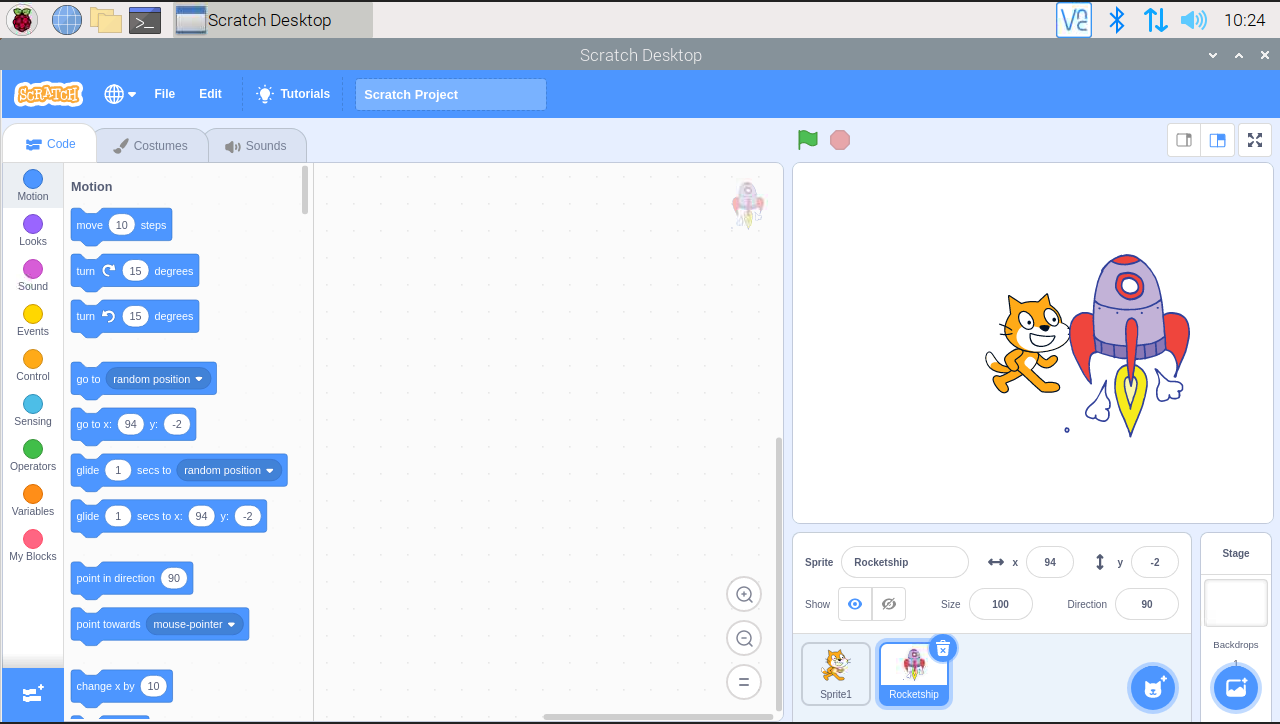 Scratch Desktop
VNC
10:24
Scratch Desktop
SCRATCH
File
Edit
Tutorials
Scratch Project
Code
Costumes
Sounds
Motion
Looks
Sound
Events
Control
Sensing
Operators
Variables
My Blocks
Motion
move 10 steps
turn 15 degrees
turn 15 degrees
go to random position
go to x: 94 y: -2
glide 1 secs to random position
glide 1 secs to x: 94 y: -2
point in direction 90
point towards mouse-pointer
change x by 10
Sprite Rocketship x 94 y -2
Show Size 100 Direction 90
Sprite1
Rocketship
Stage
Backdrops
1